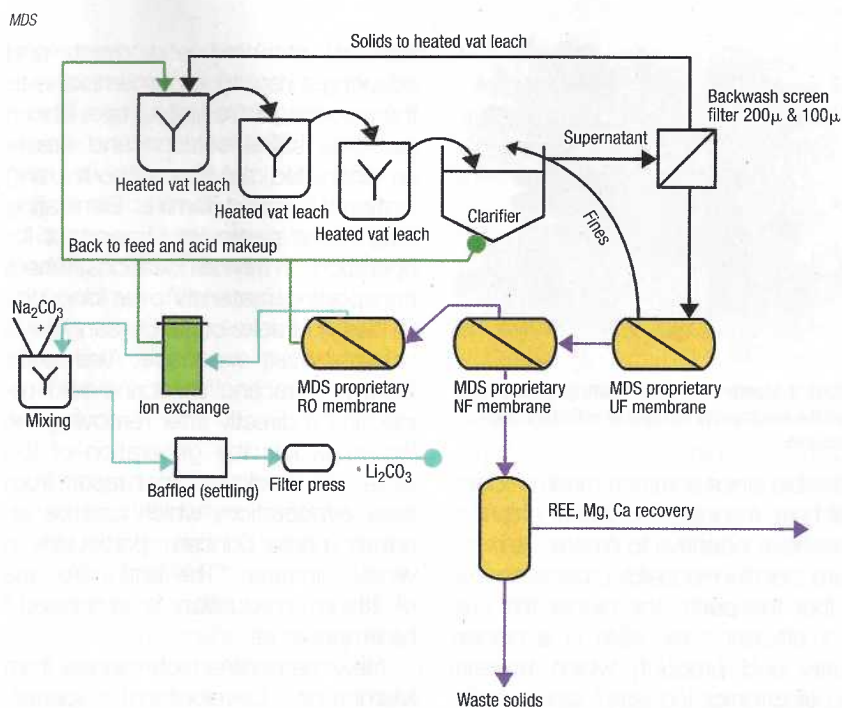 MDS
Solids to heated vat leach
Backwash screen
filter 200μ & 100μ
Supernatant
Heated vat leach
Heated vat leach
Heated vat leach
Clarifier
Fines
Back to feed and acid makeup
Na₂CO₃
+
Mixing
Ion exchange
MDS proprietary
RO membrane
MDS proprietary
NF membrane
MDS proprietary
UF membrane
Baffled (settling)
Filter press
Li₂CO₃
REE, Mg, Ca recovery
Waste solids